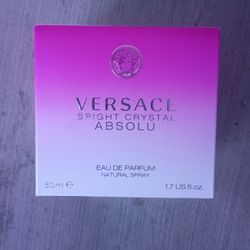 VERSACE
BRIGHT CRYSTAL
ABSOLU
EAU DE PARFUM
NATURAL SPRAY
50 ml e 1.7 US fl.oz.